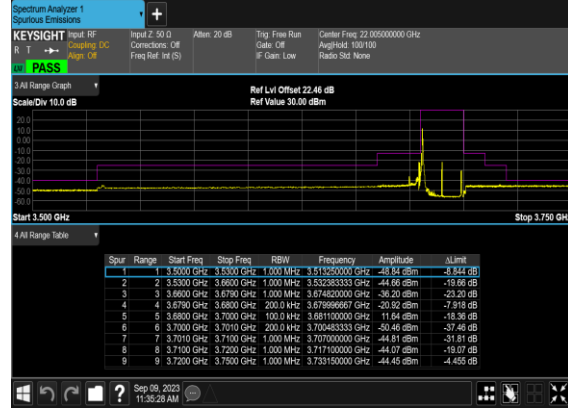 Spectrum Analyzer 1
Spurious Emissions
KEYSIGHT Input: RF
R T Coupling: DC
Align: Off
Input Z: 50 Ω
Corrections: Off
Freq Ref: Int (S)
Atten: 20 dB
Trig: Free Run
Gate: Off
IF Gain: Low
Center Freq: 22.005000000 GHz
Avg|Hold: 100/100
Radio Std: None
PASS
3 All Range Graph
Scale/Div 10.0 dB
Ref Lvl Offset 22.46 dB
Ref Value 30.00 dBm
20.0
10.0
0.00
-10.0
-20.0
-30.0
-40.0
-50.0
-60.0
Start 3.500 GHz
Stop 3.750 GH
4 All Range Table
Spur Range Start Freq Stop Freq RBW Frequency Amplitude ΔLimit
1 1 3.5000 GHz 3.5300 GHz 1.000 MHz 3.513250000 GHz -48.84 dBm -8.844 dB
2 2 3.5300 GHz 3.6600 GHz 1.000 MHz 3.532383333 GHz -44.66 dBm -19.66 dB
3 3 3.6600 GHz 3.6790 GHz 1.000 MHz 3.674820000 GHz -36.20 dBm -23.20 dB
4 4 3.6790 GHz 3.6800 GHz 200.0 kHz 3.679996667 GHz -20.92 dBm -7.918 dB
5 5 3.6800 GHz 3.7000 GHz 100.0 kHz 3.681100000 GHz 11.64 dBm -18.36 dB
6 6 3.7000 GHz 3.7010 GHz 200.0 kHz 3.700483333 GHz -50.46 dBm -37.46 dB
7 7 3.7010 GHz 3.7100 GHz 1.000 MHz 3.707000000 GHz -44.81 dBm -31.81 dB
8 8 3.7100 GHz 3.7200 GHz 1.000 MHz 3.717100000 GHz -44.07 dBm -19.07 dB
9 9 3.7200 GHz 3.7500 GHz 1.000 MHz 3.733150000 GHz -44.45 dBm -4.455 dB
Sep 09, 2023
11:35:28 AM